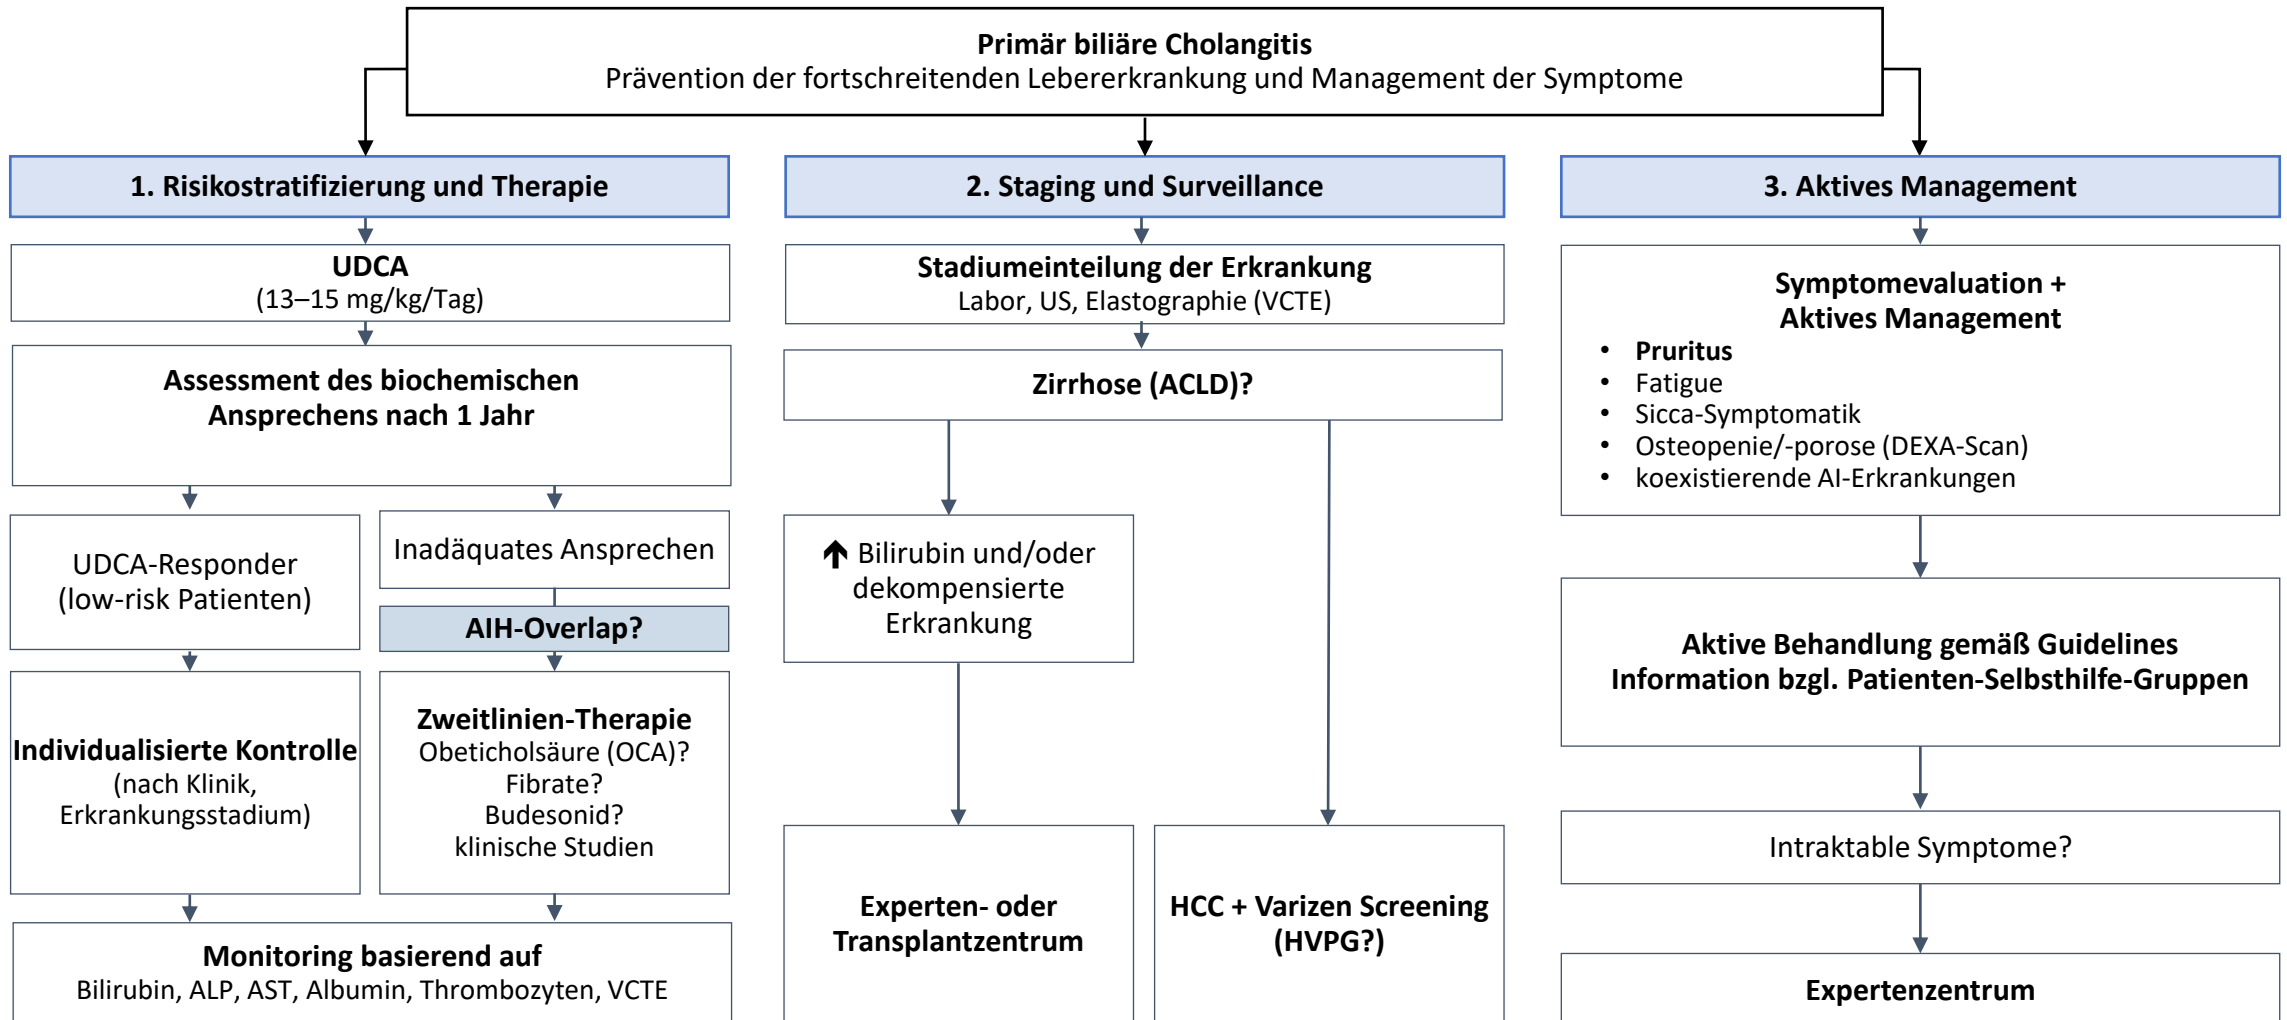 Primär biliäre Cholangitis
Prävention der fortschreitenden Lebererkrankung und Management der Symptome
1. Risikostratifizierung und Therapie
UDCA
(13–15 mg/kg/Tag)
Assessment des biochemischen
Ansprechens nach 1 Jahr
UDCA-Responder
(low-risk Patienten)
Inadäquates Ansprechen
AIH-Overlap?
Individualisierte Kontrolle
(nach Klinik,
Erkrankungsstadium)
Zweitlinien-Therapie
Obeticholsäure (OCA)?
Fibrate?
Budesonid?
klinische Studien
Monitoring basierend auf
Bilirubin, ALP, AST, Albumin, Thrombozyten, VCTE
2. Staging und Surveillance
Stadiumeinteilung der Erkrankung
Labor, US, Elastographie (VCTE)
Zirrhose (ACLD)?
🡱 Bilirubin und/oder
dekompensierte
Erkrankung
Experten- oder
Transplantzentrum
HCC + Varizen Screening
(HVPG?)
3. Aktives Management
Symptomevaluation +
Aktives Management
• Pruritus
• Fatigue
• Sicca-Symptomatik
• Osteopenie/-porose (DEXA-Scan)
• koexistierende AI-Erkrankungen
Aktive Behandlung gemäß Guidelines
Information bzgl. Patienten-Selbsthilfe-Gruppen
Intraktable Symptome?
Expertenzentrum